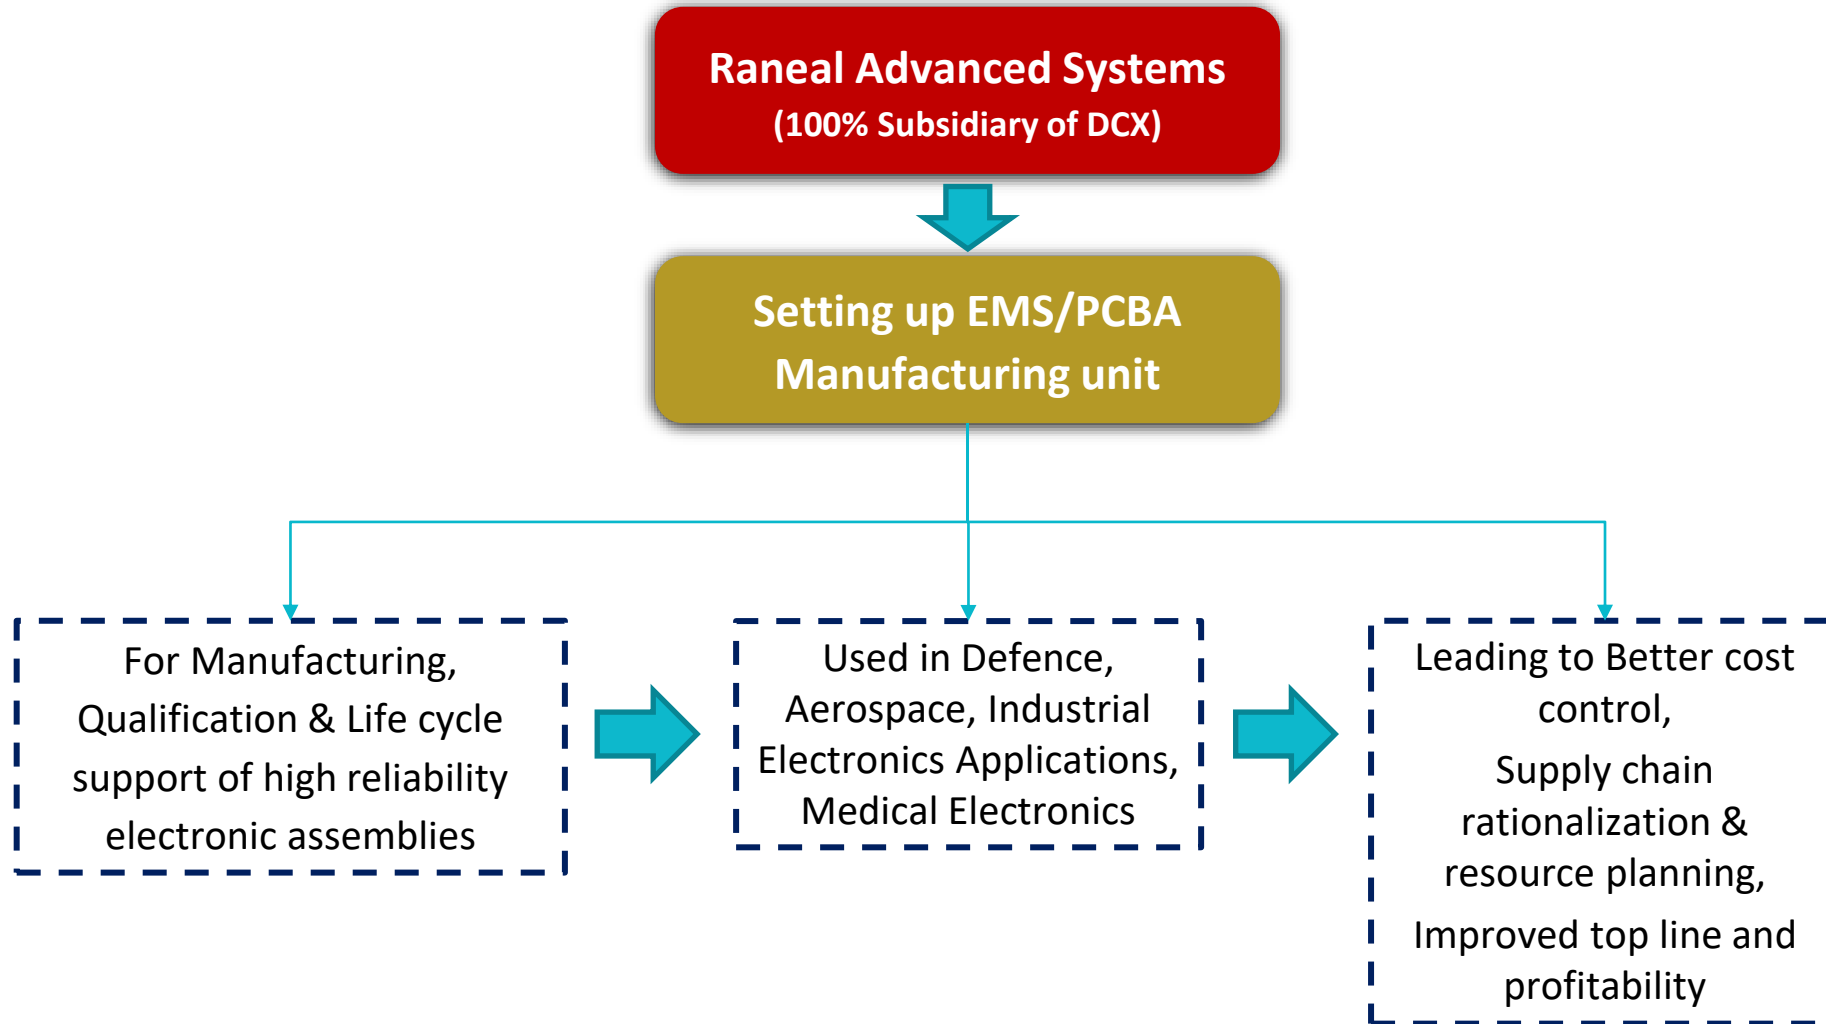 Raneal Advanced Systems
(100% Subsidiary of DCX)
Setting up EMS/PCBA
Manufacturing unit
For Manufacturing,
Qualification & Life cycle
support of high reliability
electronic assemblies
Used in Defence,
Aerospace, Industrial
Electronics Applications,
Medical Electronics
Leading to Better cost
control,
Supply chain
rationalization &
resource planning,
Improved top line and
profitability